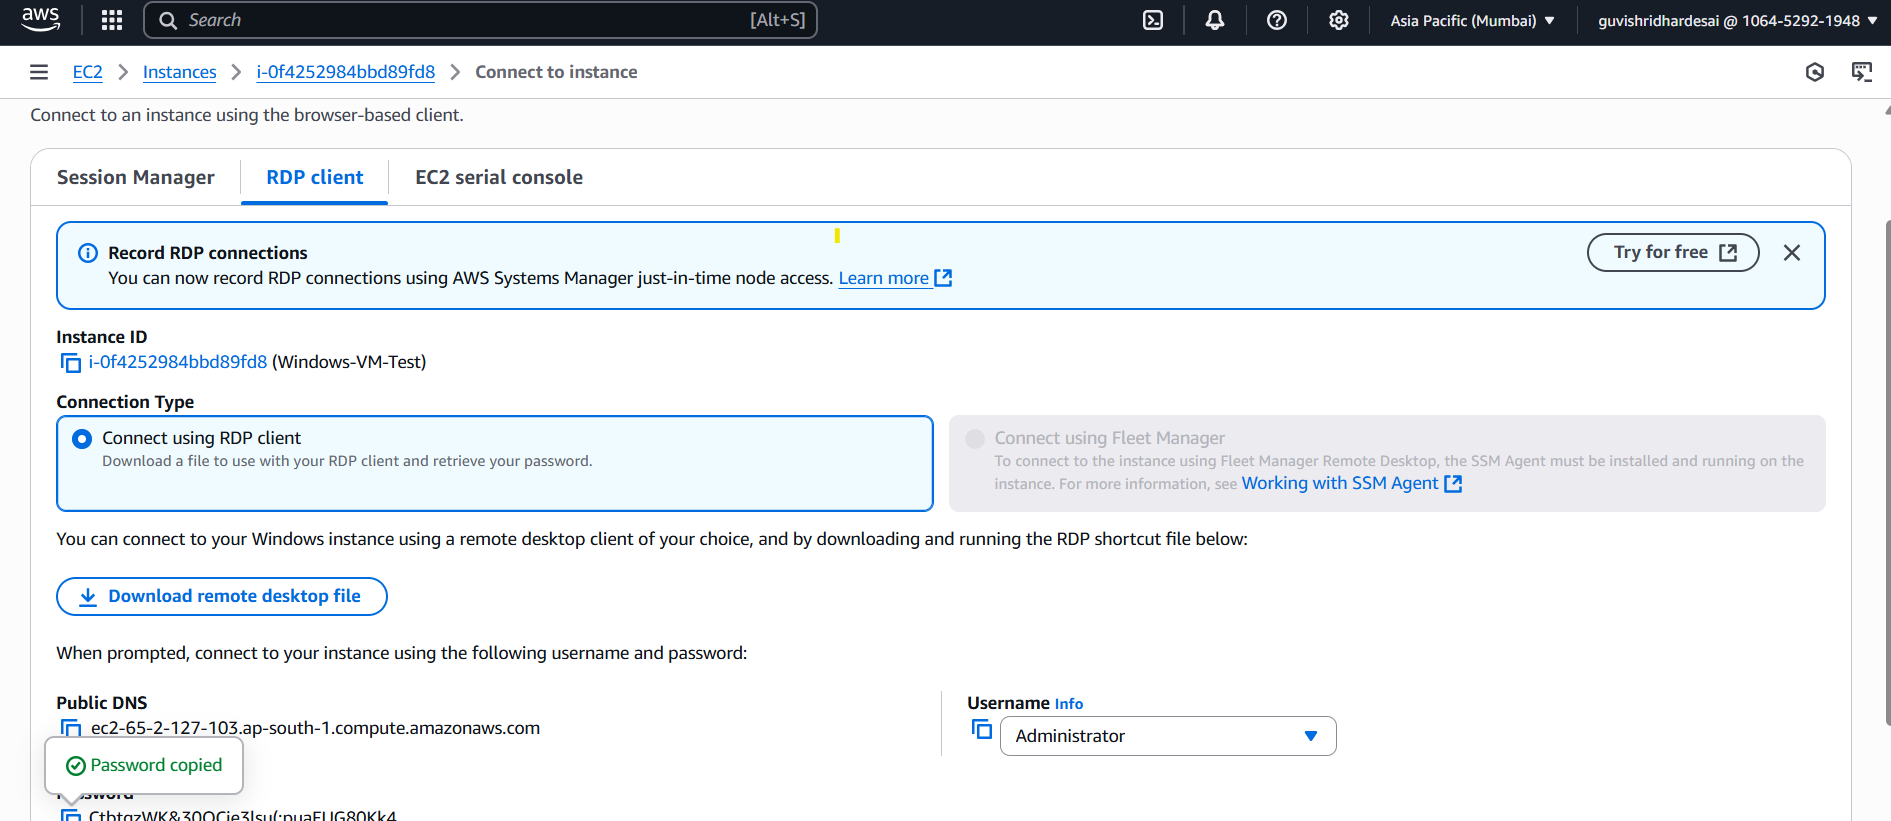 aws Search [Alt+S] Asia Pacific (Mumbai) guvishridhardesai @ 1064-5292-1948
EC2 Instances i-0f4252984bbd89fd8 Connect to instance
Connect to an instance using the browser-based client.
Session Manager RDP client EC2 serial console
Record RDP connections Try for free
You can now record RDP connections using AWS Systems Manager just-in-time node access. Learn more
Instance ID
i-0f4252984bbd89fd8 (Windows-VM-Test)
Connection Type
Connect using RDP client
Download a file to use with your RDP client and retrieve your password.
Connect using Fleet Manager
To connect to the instance using Fleet Manager Remote Desktop, the SSM Agent must be installed and running on the
instance. For more information, see Working with SSM Agent
You can connect to your Windows instance using a remote desktop client of your choice, and by downloading and running the RDP shortcut file below:
Download remote desktop file
When prompted, connect to your instance using the following username and password:
Public DNS
ec2-65-2-127-103.ap-south-1.compute.amazonaws.com
Username Info
Administrator
Password copied
Password